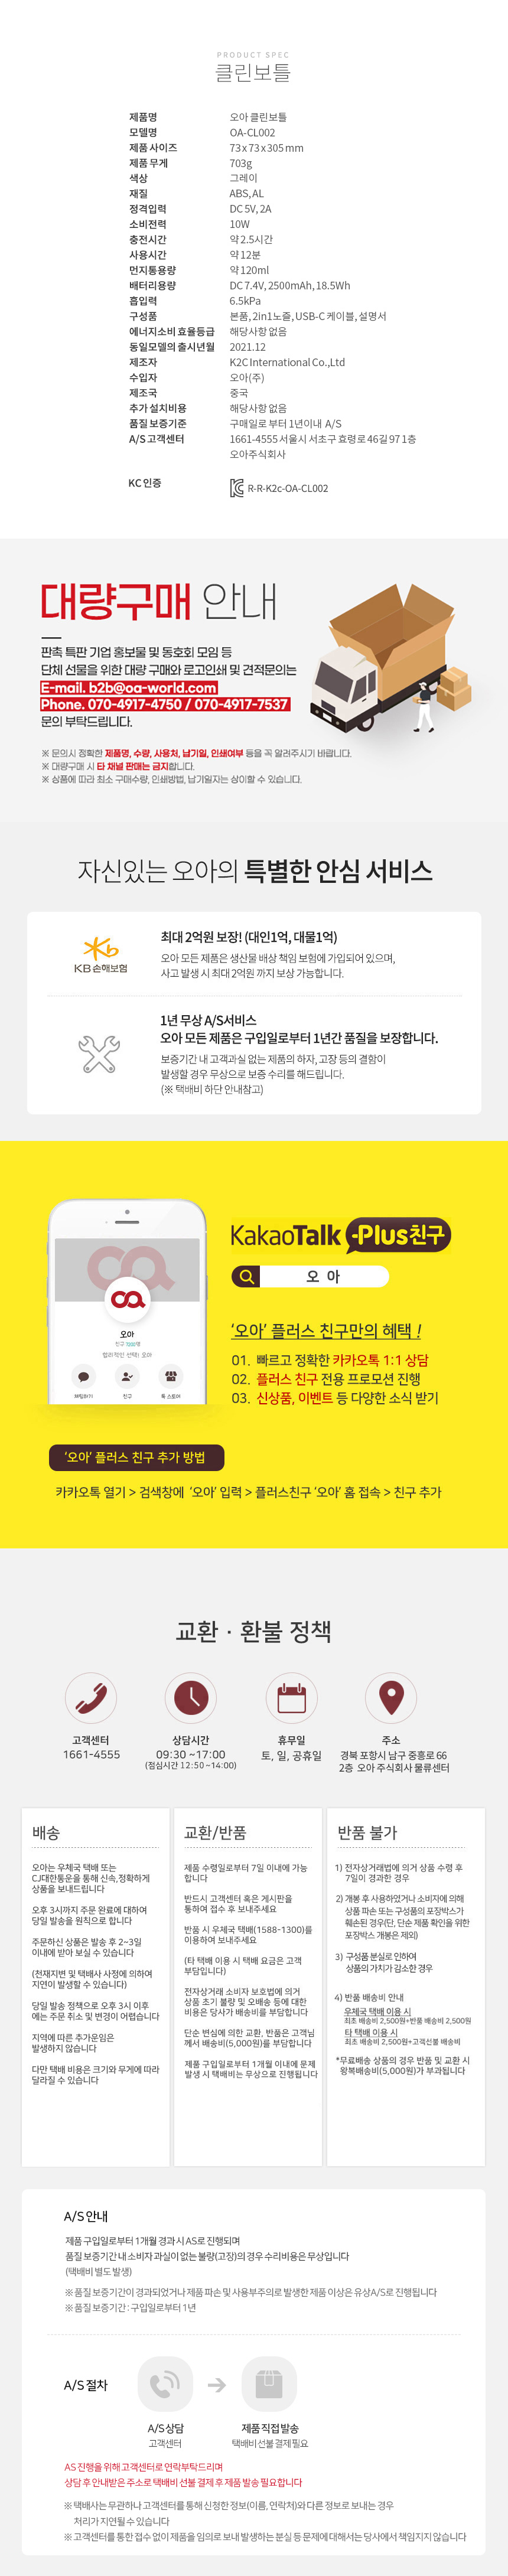 PRODUCT SPEC
클린보틀
제품명 오아 클린보틀
모델명 OA-CL002
제품 사이즈 73 x 73 x 305 mm
제품 무게 703g
색상 그레이
재질 ABS, AL
정격입력 DC 5V, 2A
소비전력 10W
충전시간 약 2.5시간
사용시간 약 12분
먼지통용량 약 120ml
배터리용량 DC 7.4V, 2500mAh, 18.5Wh
흡입력 6.5kPa
구성품 본품, 2in1노즐, USB-C 케이블, 설명서
에너지소비 효율등급 해당사항 없음
동일모델의 출시년월 2021.12
제조자 K2C International Co.,Ltd
수입자 오아(주)
제조국 중국
추가 설치비용 해당사항 없음
품질 보증기준 구매일로 부터 1년이내 A/S
A/S 고객센터 1661-4555 서울시 서초구 효령로 46길 97 1층
오아주식회사
KC 인증 R-R-K2c-OA-CL002
대량구매 안내
판촉 특판 기업 홍보물 및 동호회 모임 등
단체 선물을 위한 대량 구매와 로고인쇄 및 견적문의는
E-mail. b2b@oa-world.com
Phone. 070-4917-4750 / 070-4917-7537
문의 부탁드립니다.
※ 문의시 정확한 제품명, 수량, 사용처, 납기일, 인쇄여부 등을 꼭 알려주시기 바랍니다.
※ 대량구매 시 타 채널 판매는 금지합니다.
※ 상품에 따라 최소 구매수량, 인쇄방법, 납기일자는 상이할 수 있습니다.
자신있는 오아의 특별한 안심 서비스
KB손해보험
최대 2억원 보장! (대인1억, 대물1억)
오아 모든 제품은 생산물 배상 책임 보험에 가입되어 있으며,
사고 발생 시 최대 2억원 까지 보상 가능합니다.
1년 무상 A/S서비스
오아 모든 제품은 구입일로부터 1년간 품질을 보장합니다.
보증기간 내 고객과실 없는 제품의 하자, 고장 등의 결함이
발생할 경우 무상으로 보증 수리를 해드립니다.
(※ 택배비 하단 안내참고)
KakaoTalk Plus친구
오 아
오아
합리적인 선택! 오아
채팅하기 친구 톡 스토어
'오아' 플러스 친구만의 혜택 !
01. 빠르고 정확한 카카오톡 1:1 상담
02. 플러스 친구 전용 프로모션 진행
03. 신상품, 이벤트 등 다양한 소식 받기
'오아' 플러스 친구 추가 방법
카카오톡 열기 > 검색창에 '오아' 입력 > 플러스친구 '오아' 홈 접속 > 친구 추가
교환 · 환불 정책
고객센터
1661-4555
상담시간
09:30 ~17:00
(점심시간 12:50 ~14:00)
휴무일
토, 일, 공휴일
주소
경북 포항시 남구 중흥로 66
2층 오아 주식회사 물류센터
배송
오아는 우체국 택배 또는
CJ대한통운을 통해 신속,정확하게
상품을 보내드립니다
오후 3시까지 주문 완료에 대하여
당일 발송을 원칙으로 합니다
주문하신 상품은 발송 후 2~3일
이내에 받아 보실 수 있습니다
(천재지변 및 택배사 사정에 의하여
지연이 발생할 수 있습니다)
당일 발송 정책으로 오후 3시 이후
에는 주문 취소 및 변경이 어렵습니다
지역에 따른 추가운임은
발생하지 않습니다
다만 택배 비용은 크기와 무게에 따라
달라질 수 있습니다
교환/반품
제품 수령일로부터 7일 이내에 가능
합니다
반드시 고객센터 혹은 게시판을
통하여 접수 후 보내주세요
반품 시 우체국 택배(1588-1300)를
이용하여 보내주세요
(타 택배 이용 시 택배 요금은 고객
부담입니다)
전자상거래 소비자 보호법에 의거
상품 초기 불량 및 오배송 등에 대한
비용은 당사가 배송비를 부담합니다
단순 변심에 의한 교환, 반품은 고객님
께서 배송비(5,000원)를 부담합니다
제품 구입일로부터 1개월 이내에 문제
발생 시 택배비는 무상으로 진행됩니다
반품 불가
1) 전자상거래법에 의거 상품 수령 후
7일이 경과한 경우
2) 개봉 후 사용하였거나 소비자에 의해
상품 파손 또는 구성품의 포장박스가
훼손된 경우(단, 단순 제품 확인을 위한
포장박스 개봉은 제외)
3) 구성품 분실로 인하여
상품의 가치가 감소한 경우
4) 반품 배송비 안내
우체국 택배 이용 시
최초 배송비 2,500원+반품 배송비 2,500원
타 택배 이용 시
최초 배송비 2,500원+고객선불 배송비
*무료배송 상품의 경우 반품 및 교환 시
왕복배송비(5,000원)가 부과됩니다
A/S 안내
제품 구입일로부터 1개월 경과 시 AS로 진행되며
품질 보증기간 내 소비자 과실이 없는 불량(고장)의 경우 수리비용은 무상입니다
(택배비 별도 발생)
※ 품질 보증기간이 경과되었거나 제품 파손 및 사용부주의로 발생한 제품 이상은 유상A/S로 진행됩니다
※ 품질 보증기간 : 구입일로부터 1년
A/S 절차
A/S 상담
고객센터
제품 직접 발송
택배비 선불 결제 필요
AS 진행을 위해 고객센터로 연락부탁드리며
상담 후 안내받은 주소로 택배비 선불 결제 후 제품 발송 필요합니다
※ 택배사는 무관하나 고객센터를 통해 신청한 정보(이름, 연락처)와 다른 정보로 보내는 경우
처리가 지연될 수 있습니다
※ 고객센터를 통한 접수 없이 제품을 임의로 보내 발생하는 분실 등 문제에 대해서는 당사에서 책임지지 않습니다